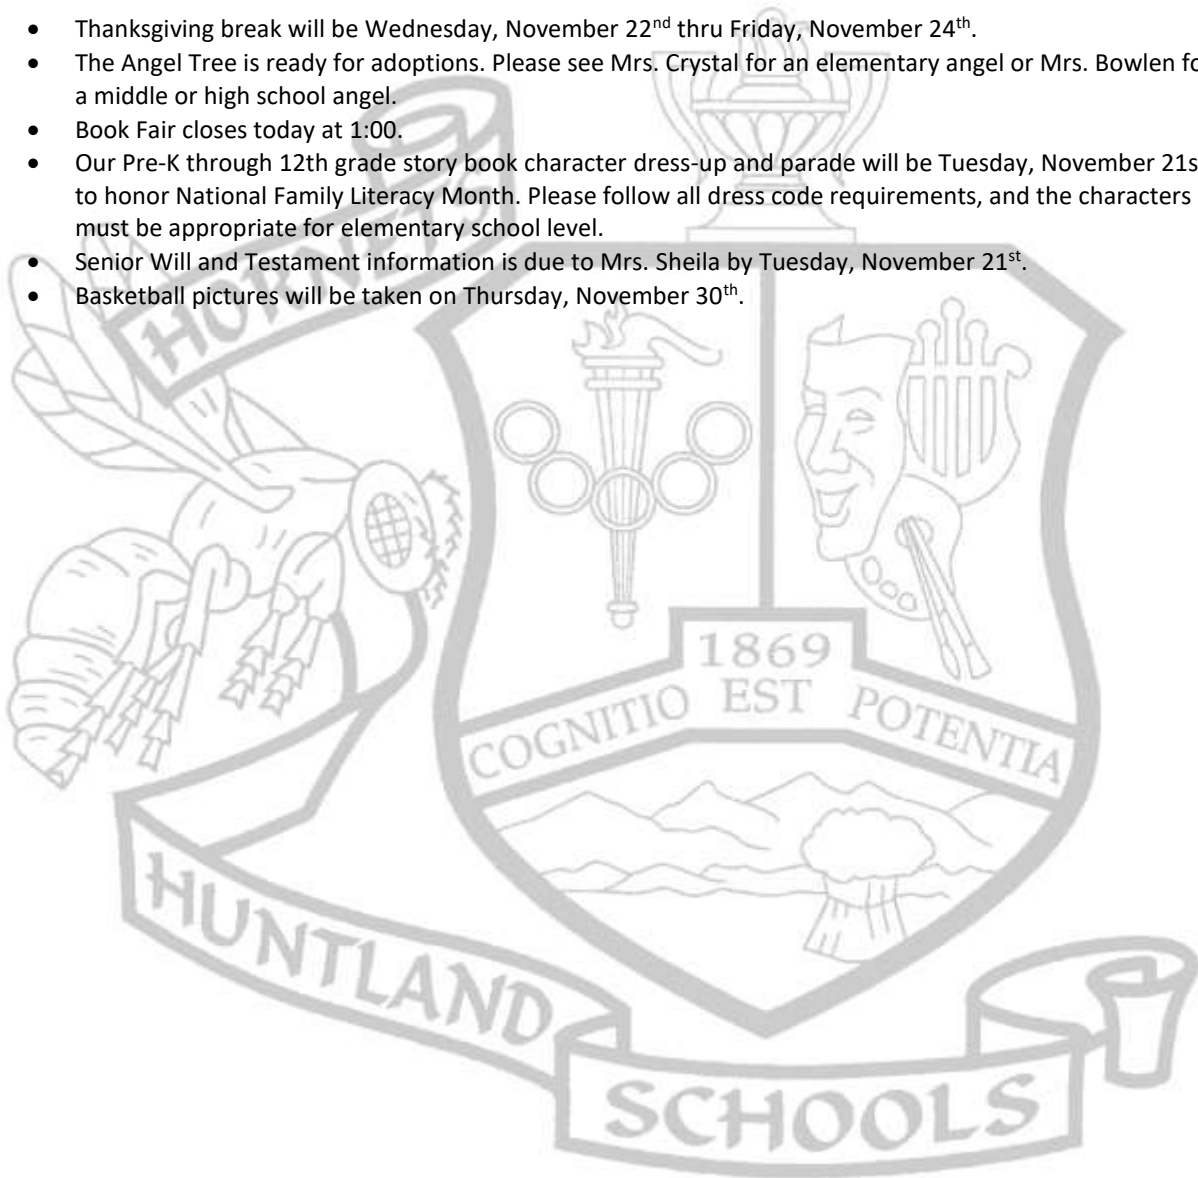 • Thanksgiving break will be Wednesday, November 22nd thru Friday, November 24th.
• The Angel Tree is ready for adoptions. Please see Mrs. Crystal for an elementary angel or Mrs. Bowlen fo
a middle or high school angel.
• Book Fair closes today at 1:00.
• Our Pre-K through 12th grade story book character dress-up and parade will be Tuesday, November 21s
to honor National Family Literacy Month. Please follow all dress code requirements, and the characters
must be appropriate for elementary school level.
• Senior Will and Testament information is due to Mrs. Sheila by Tuesday, November 21st.
• Basketball pictures will be taken on Thursday, November 30th.
HORNETS
1869
COGNITIO EST POTENTIA
HUNTLAND
SCHOOLS